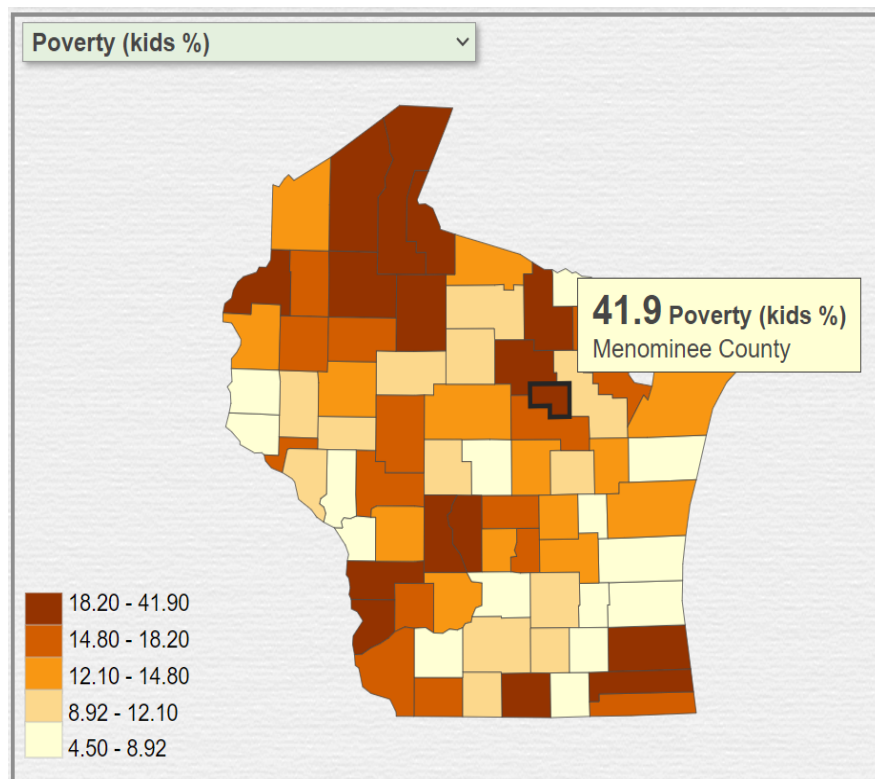 Poverty (kids %)
41.9 Poverty (kids %)
Menominee County
18.20 - 41.90
14.80 - 18.20
12.10 - 14.80
8.92 - 12.10
4.50 - 8.92